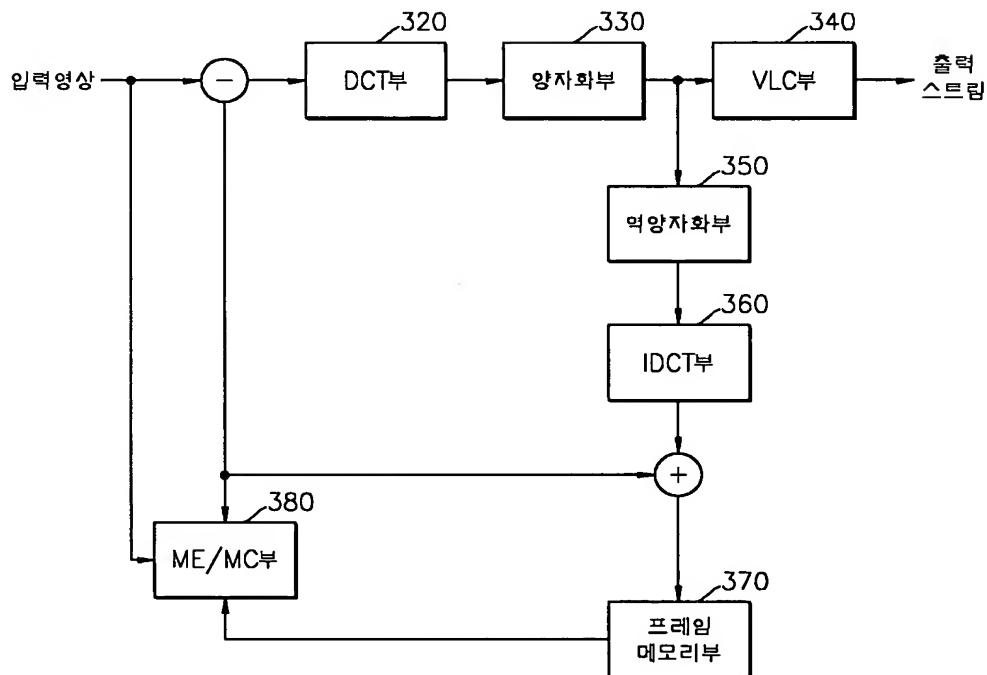 320
330
340
입력영상
−
DCT부
양자화부
VLC부
출력
스트림
350
역양자화부
360
IDCT부
+
380
ME/MC부
370
프레임
메모리부